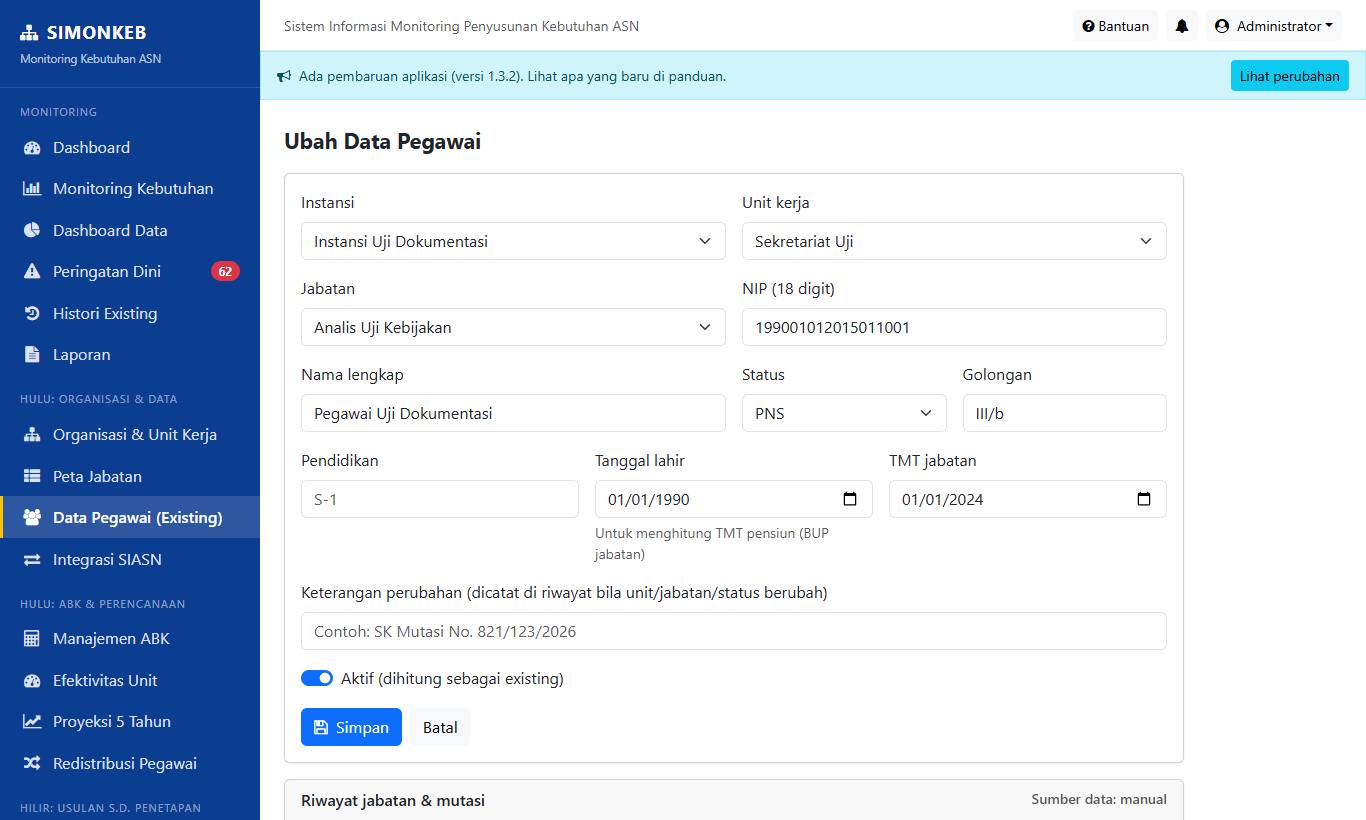 SIMONKEB
Monitoring Kebutuhan ASN
MONITORING
Dashboard
Monitoring Kebutuhan
Dashboard Data
Peringatan Dini 62
Histori Existing
Laporan
HULU: ORGANISASI & DATA
Organisasi & Unit Kerja
Peta Jabatan
Data Pegawai (Existing)
Integrasi SIASN
HULU: ABK & PERENCANAAN
Manajemen ABK
Efektivitas Unit
Proyeksi 5 Tahun
Redistribusi Pegawai
HILIR: USULAN S.D. PENETAPAN
Sistem Informasi Monitoring Penyusunan Kebutuhan ASN
Bantuan
Administrator
Ada pembaruan aplikasi (versi 1.3.2). Lihat apa yang baru di panduan.
Lihat perubahan
Ubah Data Pegawai
Instansi
Unit kerja
Instansi Uji Dokumentasi
Sekretariat Uji
Jabatan
NIP (18 digit)
Analis Uji Kebijakan
199001012015011001
Nama lengkap
Status
Golongan
Pegawai Uji Dokumentasi
PNS
III/b
Pendidikan
Tanggal lahir
TMT jabatan
S-1
01/01/1990
01/01/2024
Untuk menghitung TMT pensiun (BUP
jabatan)
Keterangan perubahan (dicatat di riwayat bila unit/jabatan/status berubah)
Contoh: SK Mutasi No. 821/123/2026
Aktif (dihitung sebagai existing)
Simpan
Batal
Riwayat jabatan & mutasi
Sumber data: manual